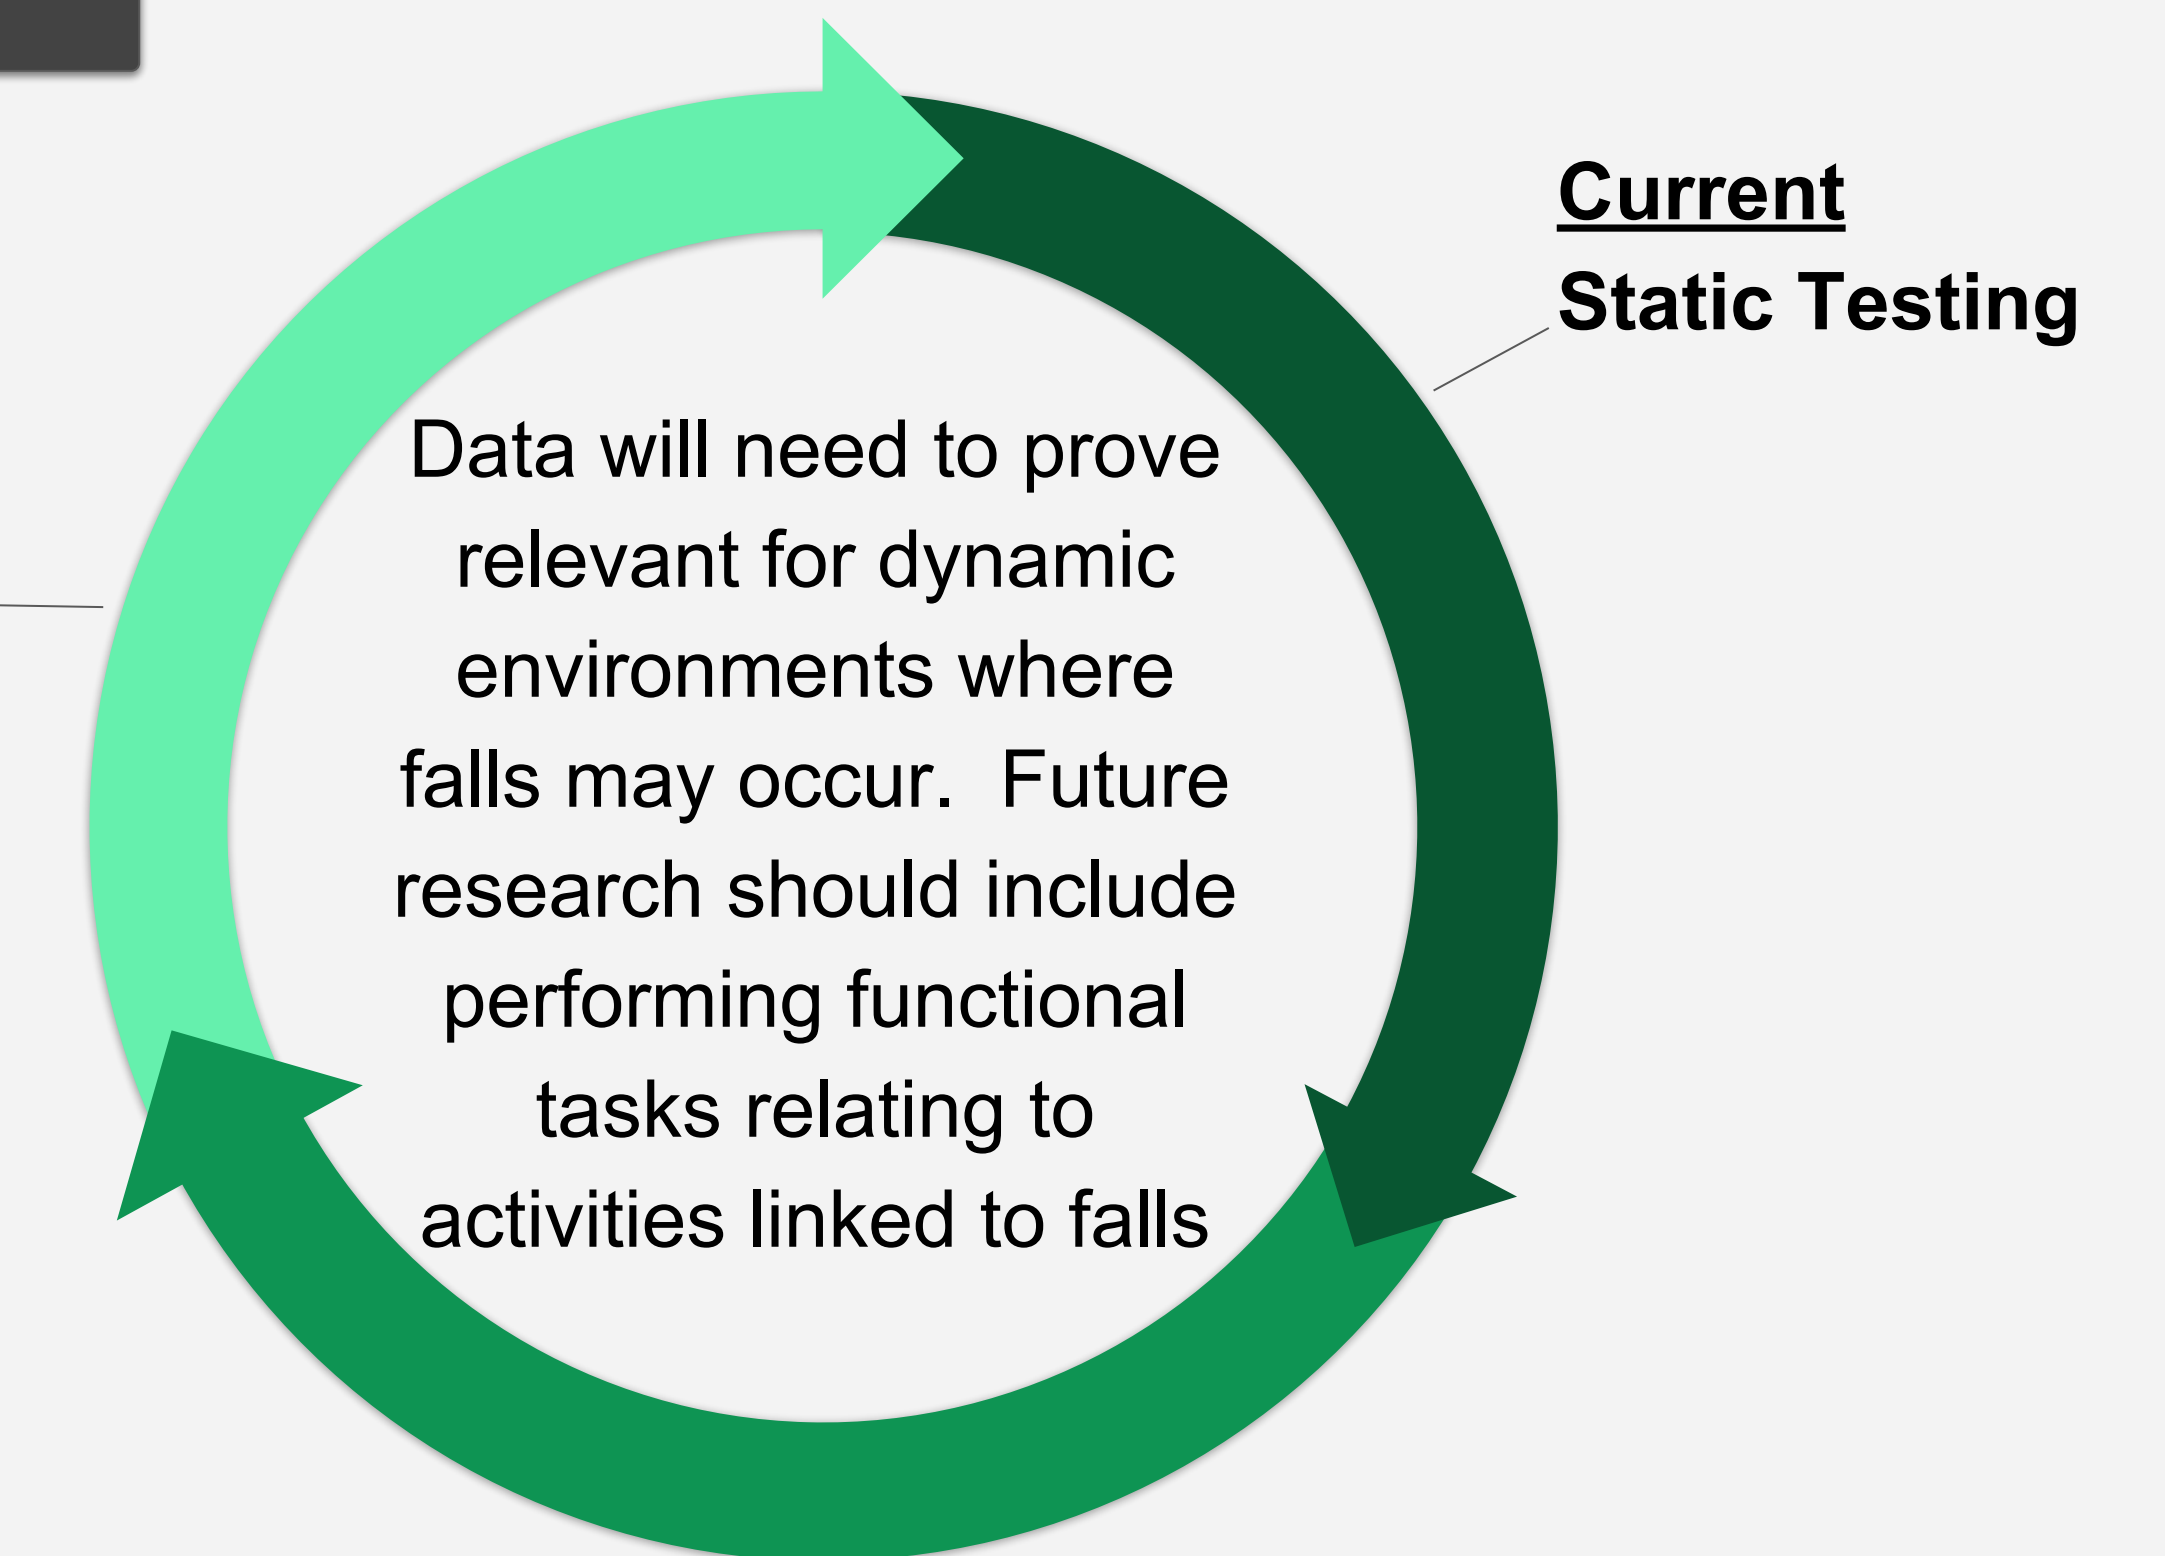 Current
Static Testing
Data will need to prove
relevant for dynamic
environments where
falls may occur.  Future
research should include
performing functional
tasks relating to
activities linked to falls